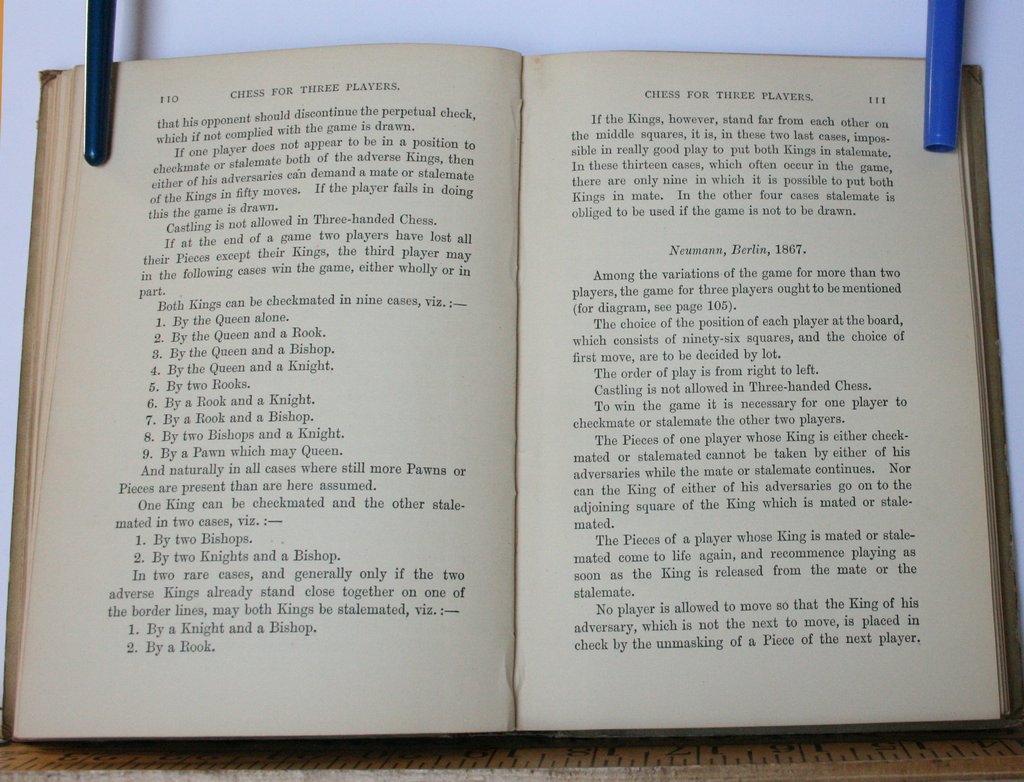 110
CHESS FOR THREE PLAYERS.
that his opponent should discontinue the perpetual check,
which if not complied with the game is drawn.
If one player does not appear to be in a position to
checkmate or stalemate both of the adverse Kings, then
either of his adversaries can demand a mate or stalemate
of the Kings in fifty moves. If the player fails in doing
this the game is drawn.
Castling is not allowed in Three-handed Chess.
If at the end of a game two players have lost all
their Pieces except their Kings, the third player may
in the following cases win the game, either wholly or in
part.
Both Kings can be checkmated in nine cases, viz. :—
1. By the Queen alone.
2. By the Queen and a Rook.
3. By the Queen and a Bishop.
4. By the Queen and a Knight.
5. By two Rooks.
6. By a Rook and a Knight.
7. By a Rook and a Bishop.
8. By two Bishops and a Knight.
9. By a Pawn which may Queen.
And naturally in all cases where still more Pawns or
Pieces are present than are here assumed.
One King can be checkmated and the other stale-
mated in two cases, viz. :—
1. By two Bishops.
2. By two Knights and a Bishop.
In two rare cases, and generally only if the two
adverse Kings already stand close together on one of
the border lines, may both Kings be stalemated, viz. :—
1. By a Knight and a Bishop.
2. By a Rook.
CHESS FOR THREE PLAYERS.
111
If the Kings, however, stand far from each other on
the middle squares, it is, in these two last cases, impos-
sible in really good play to put both Kings in stalemate.
In these thirteen cases, which often occur in the game,
there are only nine in which it is possible to put both
Kings in mate. In the other four cases stalemate is
obliged to be used if the game is not to be drawn.
Neumann, Berlin, 1867.
Among the variations of the game for more than two
players, the game for three players ought to be mentioned
(for diagram, see page 105).
The choice of the position of each player at the board,
which consists of ninety-six squares, and the choice of
first move, are to be decided by lot.
The order of play is from right to left.
Castling is not allowed in Three-handed Chess.
To win the game it is necessary for one player to
checkmate or stalemate the other two players.
The Pieces of one player whose King is either check-
mated or stalemated cannot be taken by either of his
adversaries while the mate or stalemate continues. Nor
can the King of either of his adversaries go on to the
adjoining square of the King which is mated or stale-
mated.
The Pieces of a player whose King is mated or stale-
mated come to life again, and recommence playing as
soon as the King is released from the mate or the
stalemate.
No player is allowed to move so that the King of his
adversary, which is not the next to move, is placed in
check by the unmasking of a Piece of the next player.